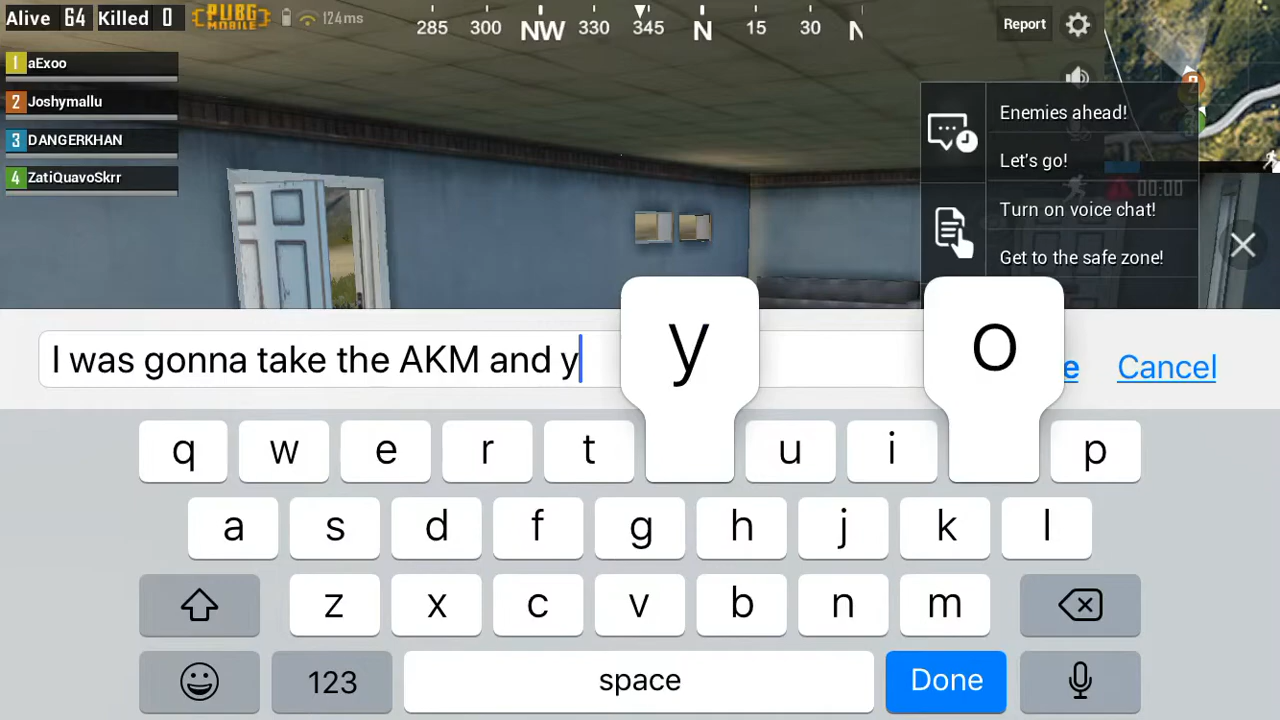 Alive 64 Killed 0 PUBG MOBILE 124ms
285 300 NW 330 345 N 15 30 N
Report
1 aExoo
2 Joshymallu
3 DANGERKHAN
4 ZatiQuavoSkrr
Enemies ahead!
Let's go!
Turn on voice chat!
Get to the safe zone!
00:00
I was gonna take the AKM and y
Cancel
y o
q w e r t u i p
a s d f g h j k l
z x c v b n m
123 space Done